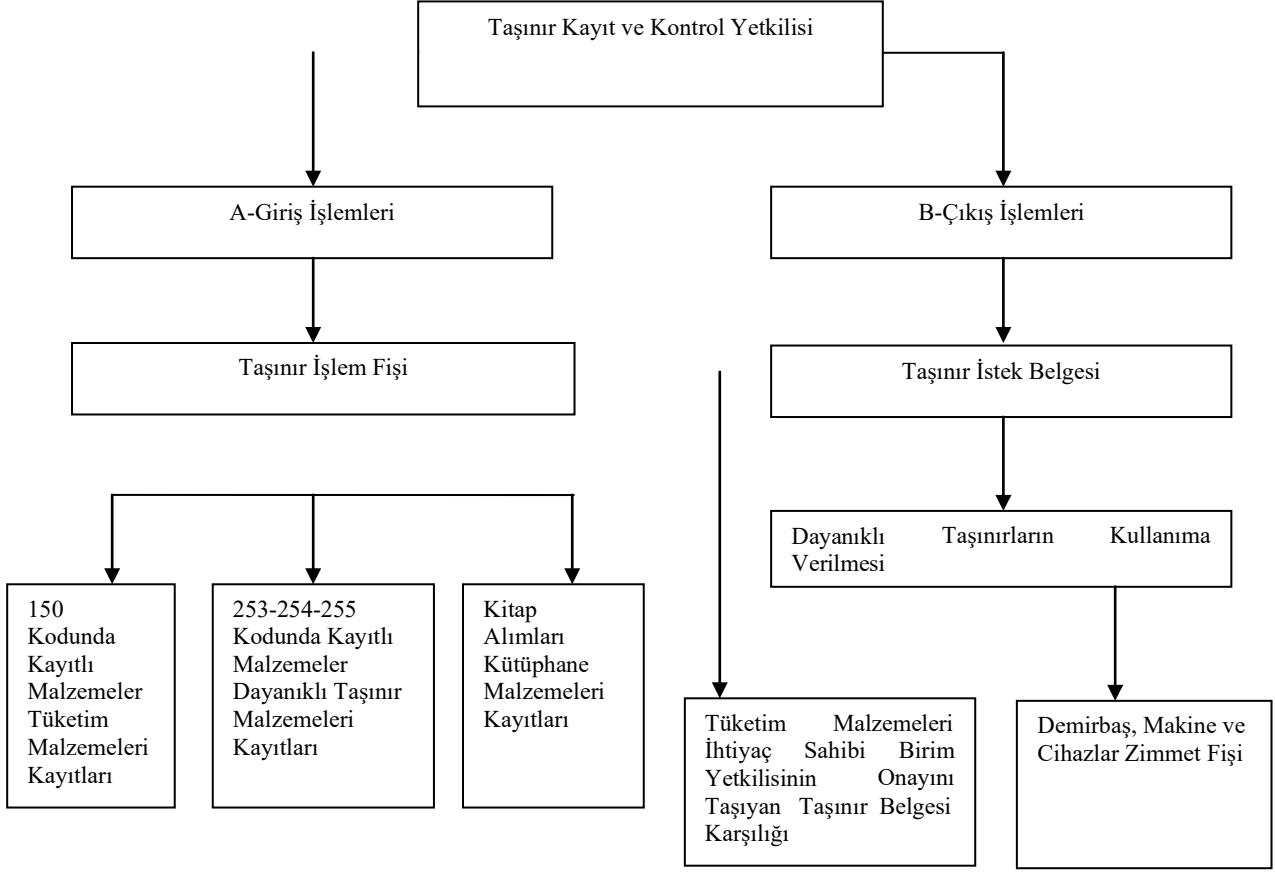 Taşınır Kayıt ve Kontrol Yetkilisi
A-Giriş İşlemleri
B-Çıkış İşlemleri
Taşınır İşlem Fişi
Taşınır İstek Belgesi
Dayanıklı Taşınırların Kullanıma
Verilmesi
150
Kodunda
Kayıtlı
Malzemeler
Tüketim
Malzemeleri
Kayıtları
253-254-255
Kodunda Kayıtlı
Malzemeler
Dayanıklı Taşınır
Malzemeleri
Kayıtları
Kitap
Alımları
Kütüphane
Malzemeleri
Kayıtları
Tüketim Malzemeleri
İhtiyaç Sahibi Birim
Yetkilisinin Onayını
Taşıyan Taşınır Belgesi
Karşılığı
Demirbaş, Makine ve
Cihazlar Zimmet Fişi